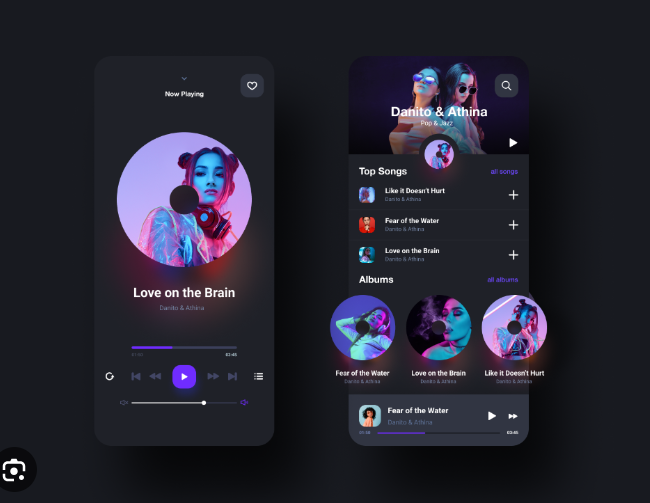 Now Playing
Love on the Brain
Danito & Athina
03:45
Danito & Athina
Pop & Jazz
Top Songs
all songs
Like it Doesn't Hurt
Danito & Athina
Fear of the Water
Danito & Athina
Love on the Brain
Danito & Athina
Albums
all albums
Fear of the Water
Danito & Athina
Love on the Brain
Danito & Athina
Like it Doesn't Hurt
Danito & Athina
Fear of the Water
Danito & Athina
03:45